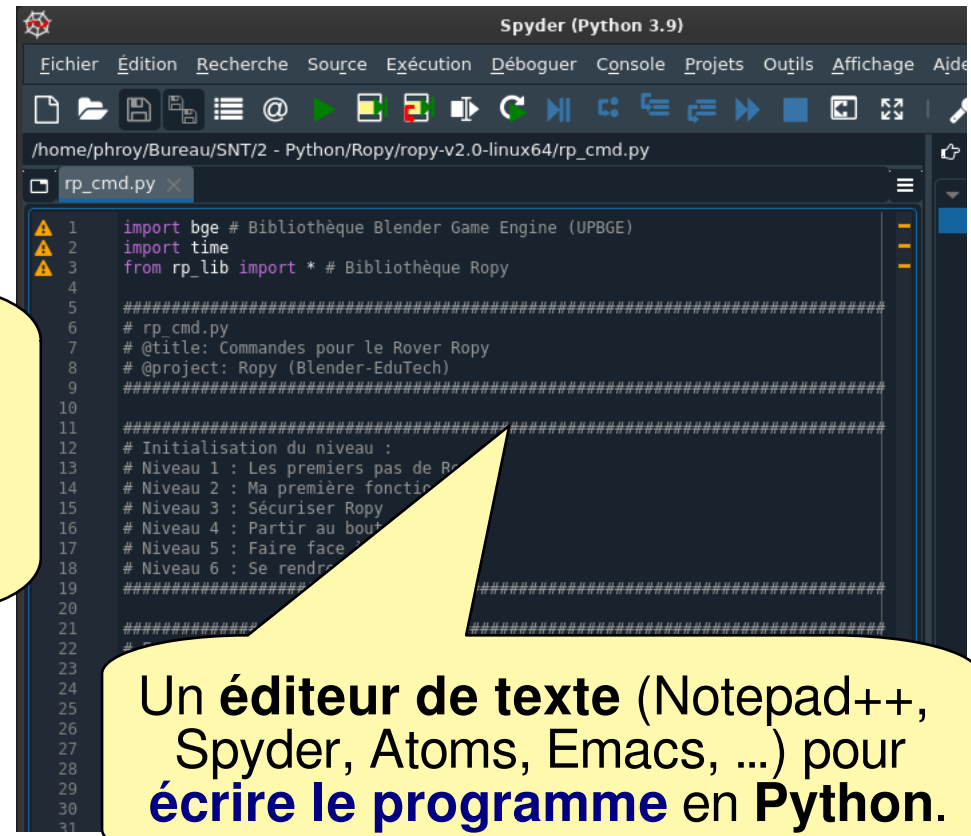 Spyder (Python 3.9)
Fichier Édition Recherche Source Exécution Déboguer Console Projets Outils Affichage Aide
/home/phroy/Bureau/SNT/2 - Python/Ropy/ropy-v2.0-linux64/rp_cmd.py
rp_cmd.py
1 import bge # Bibliothèque Blender Game Engine (UPBGE)
2 import time
3 from rp_lib import * # Bibliothèque Ropy
4
5 ###############################################################################
6 # rp_cmd.py
7 # @title: Commandes pour le Rover Ropy
8 # @project: Ropy (Blender-EduTech)
9 ###############################################################################
10
11 ###############################################################################
12 # Initialisation du niveau :
13 # Niveau 1 : Les premiers pas de
14 # Niveau 2 : Ma première
15 # Niveau 3 : Sécuriser Ropy
16 # Niveau 4 : Partir au bout
17 # Niveau 5 : Faire face
18 # Niveau 6 : Se
19 ###############################################################################
20
21 ###############################################################################
22 #
23
24
25
26
27
28
29
30
31
Un éditeur de texte (Notepad++,
Spyder, Atoms, Emacs, ...) pour
écrire le programme en Python.